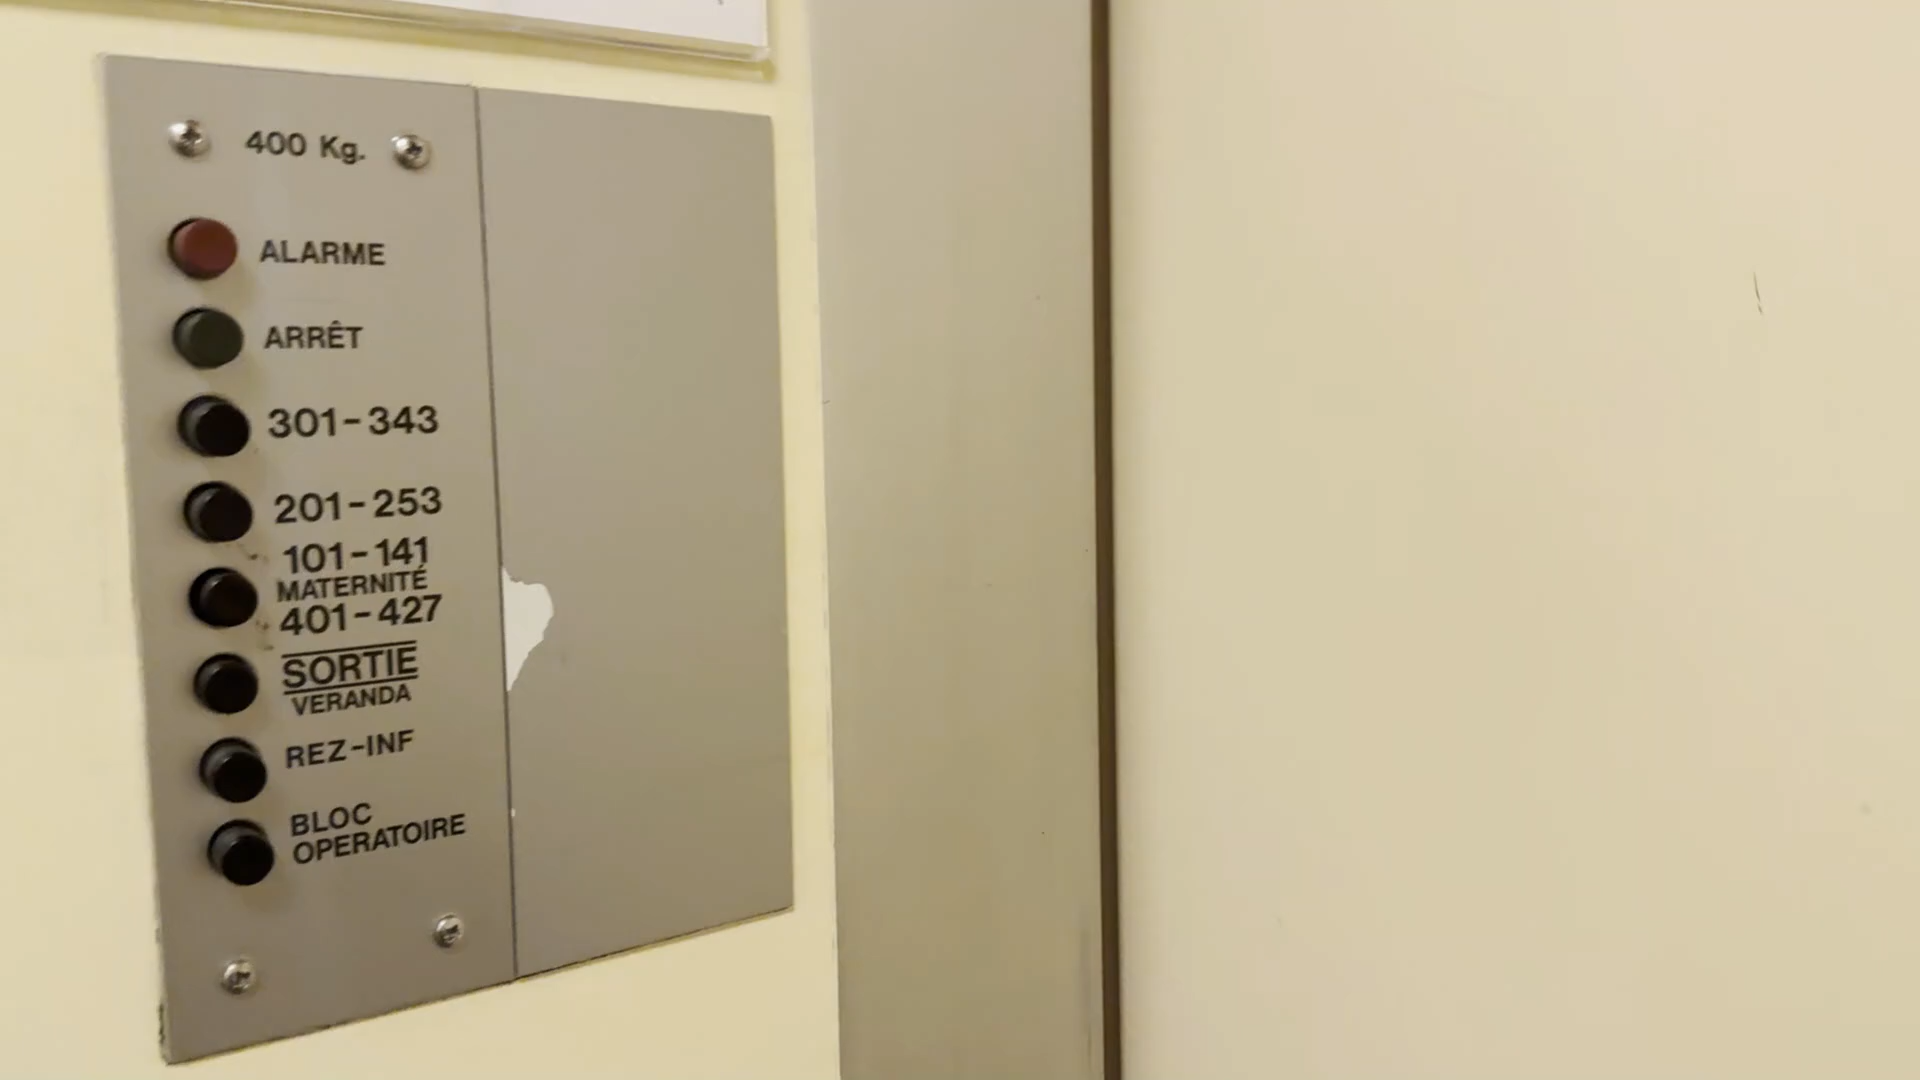 400 Kg.
ALARME
ARRÊT
301-343
201-253
101-141
MATERNITÉ
401-427
SORTIE
VERANDA
REZ-INF
BLOC
OPERATOIRE